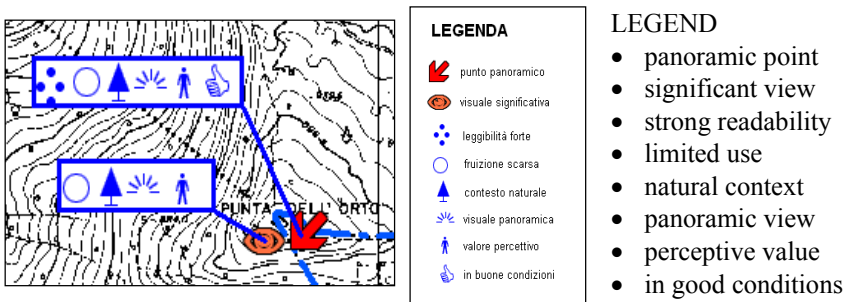 PUNTA DELL' ORTO
LEGENDA
punto panoramico
visuale significativa
leggibilità forte
fruizione scarsa
contesto naturale
visuale panoramica
valore percettivo
in buone condizioni
LEGEND
• panoramic point
• significant view
• strong readability
• limited use
• natural context
• panoramic view
• perceptive value
• in good conditions